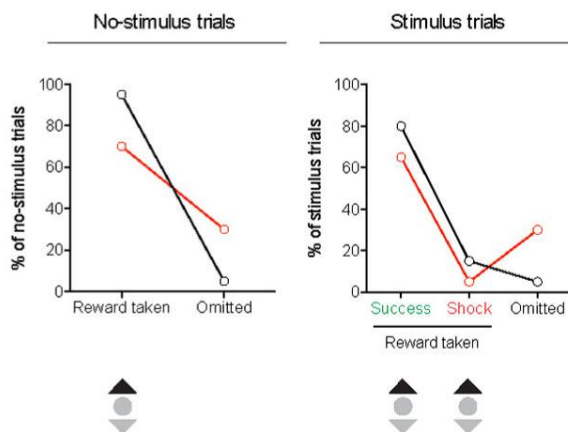 No-stimulus trials
% of no-stimulus trials
100
80
60
40
20
0
Reward taken Omitted
Stimulus trials
% of stimulus trials
100
80
60
40
20
0
Success Shock Omitted
Reward taken